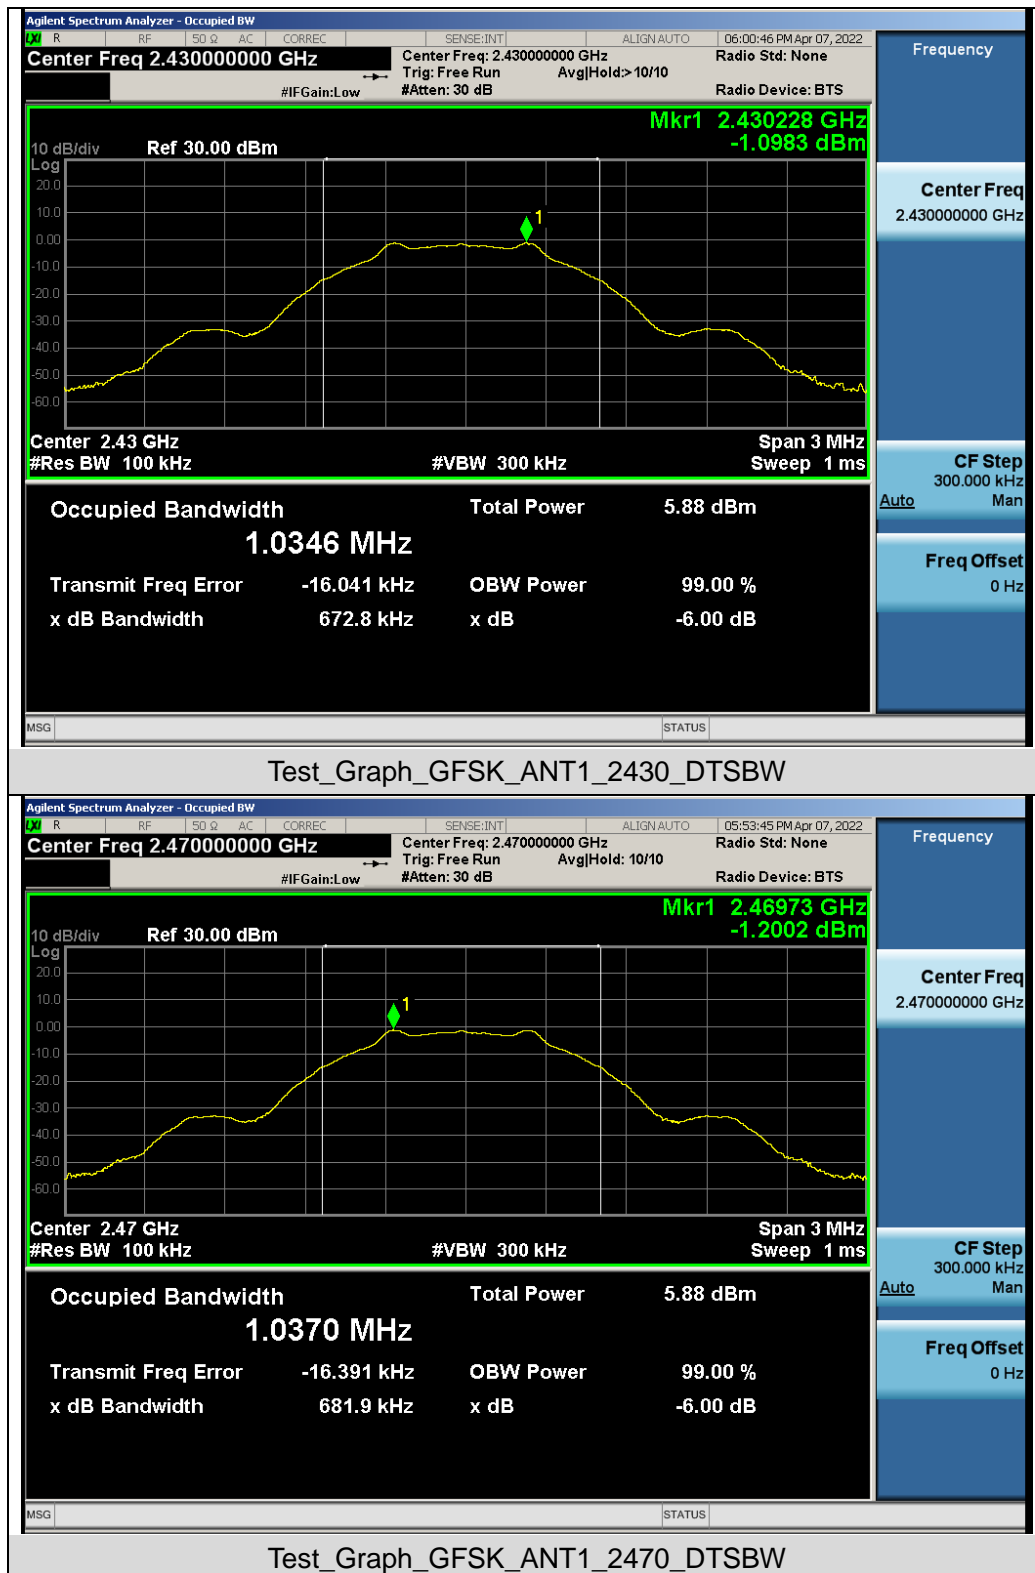 Agilent Spectrum Analyzer - Occupied BW
LXI R RF 50 Ω AC CORREC SENSE:INT ALIGN AUTO 06:00:46 PM Apr 07, 2022
Center Freq 2.430000000 GHz
Center Freq: 2.430000000 GHz Radio Std: None
Trig: Free Run Avg|Hold:> 10/10
#IFGain:Low #Atten: 30 dB Radio Device: BTS
Frequency
Mkr1 2.430228 GHz
-1.0983 dBm
10 dB/div Ref 30.00 dBm
Log
20.0
10.0
0.00
-10.0
-20.0
-30.0
-40.0
-50.0
-60.0
1
Center 2.43 GHz Span 3 MHz
#Res BW 100 kHz #VBW 300 kHz Sweep 1 ms
Center Freq
2.430000000 GHz
CF Step
300.000 kHz
Auto Man
Freq Offset
0 Hz
Occupied Bandwidth Total Power 5.88 dBm
1.0346 MHz
Transmit Freq Error -16.041 kHz OBW Power 99.00 %
x dB Bandwidth 672.8 kHz x dB -6.00 dB
MSG STATUS
Test_Graph_GFSK_ANT1_2430_DTSBW
Agilent Spectrum Analyzer - Occupied BW
LXI R RF 50 Ω AC CORREC SENSE:INT ALIGN AUTO 05:53:45 PM Apr 07, 2022
Center Freq 2.470000000 GHz
Center Freq: 2.470000000 GHz Radio Std: None
Trig: Free Run Avg|Hold: 10/10
#IFGain:Low #Atten: 30 dB Radio Device: BTS
Frequency
Mkr1 2.46973 GHz
-1.2002 dBm
10 dB/div Ref 30.00 dBm
Log
20.0
10.0
0.00
-10.0
-20.0
-30.0
-40.0
-50.0
-60.0
1
Center 2.47 GHz Span 3 MHz
#Res BW 100 kHz #VBW 300 kHz Sweep 1 ms
Center Freq
2.470000000 GHz
CF Step
300.000 kHz
Auto Man
Freq Offset
0 Hz
Occupied Bandwidth Total Power 5.88 dBm
1.0370 MHz
Transmit Freq Error -16.391 kHz OBW Power 99.00 %
x dB Bandwidth 681.9 kHz x dB -6.00 dB
MSG STATUS
Test_Graph_GFSK_ANT1_2470_DTSBW